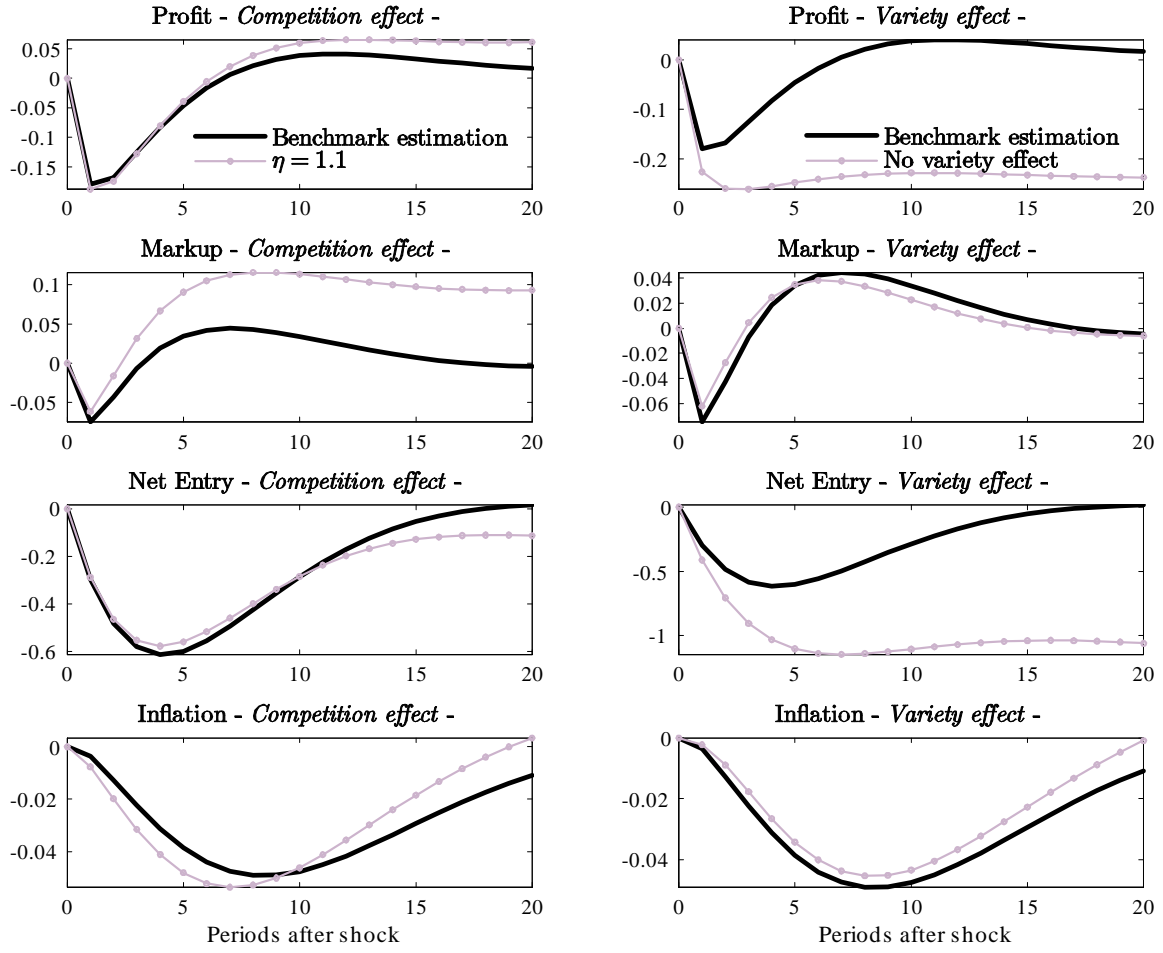 Profit - Competition effect -
0.05
0
-0.05
-0.1
-0.15
Benchmark estimation
η = 1.1
0 5 10 15 20
Profit - Variety effect -
0
-0.1
-0.2
Benchmark estimation
No variety effect
0 5 10 15 20
Markup - Competition effect -
0.1
0.05
0
-0.05
0 5 10 15 20
Markup - Variety effect -
0.04
0.02
0
-0.02
-0.04
-0.06
0 5 10 15 20
Net Entry - Competition effect -
0
-0.2
-0.4
-0.6
0 5 10 15 20
Net Entry - Variety effect -
0
-0.5
-1
0 5 10 15 20
Inflation - Competition effect -
0
-0.02
-0.04
0 5 10 15 20
Periods after shock
Inflation - Variety effect -
0
-0.02
-0.04
0 5 10 15 20
Periods after shock